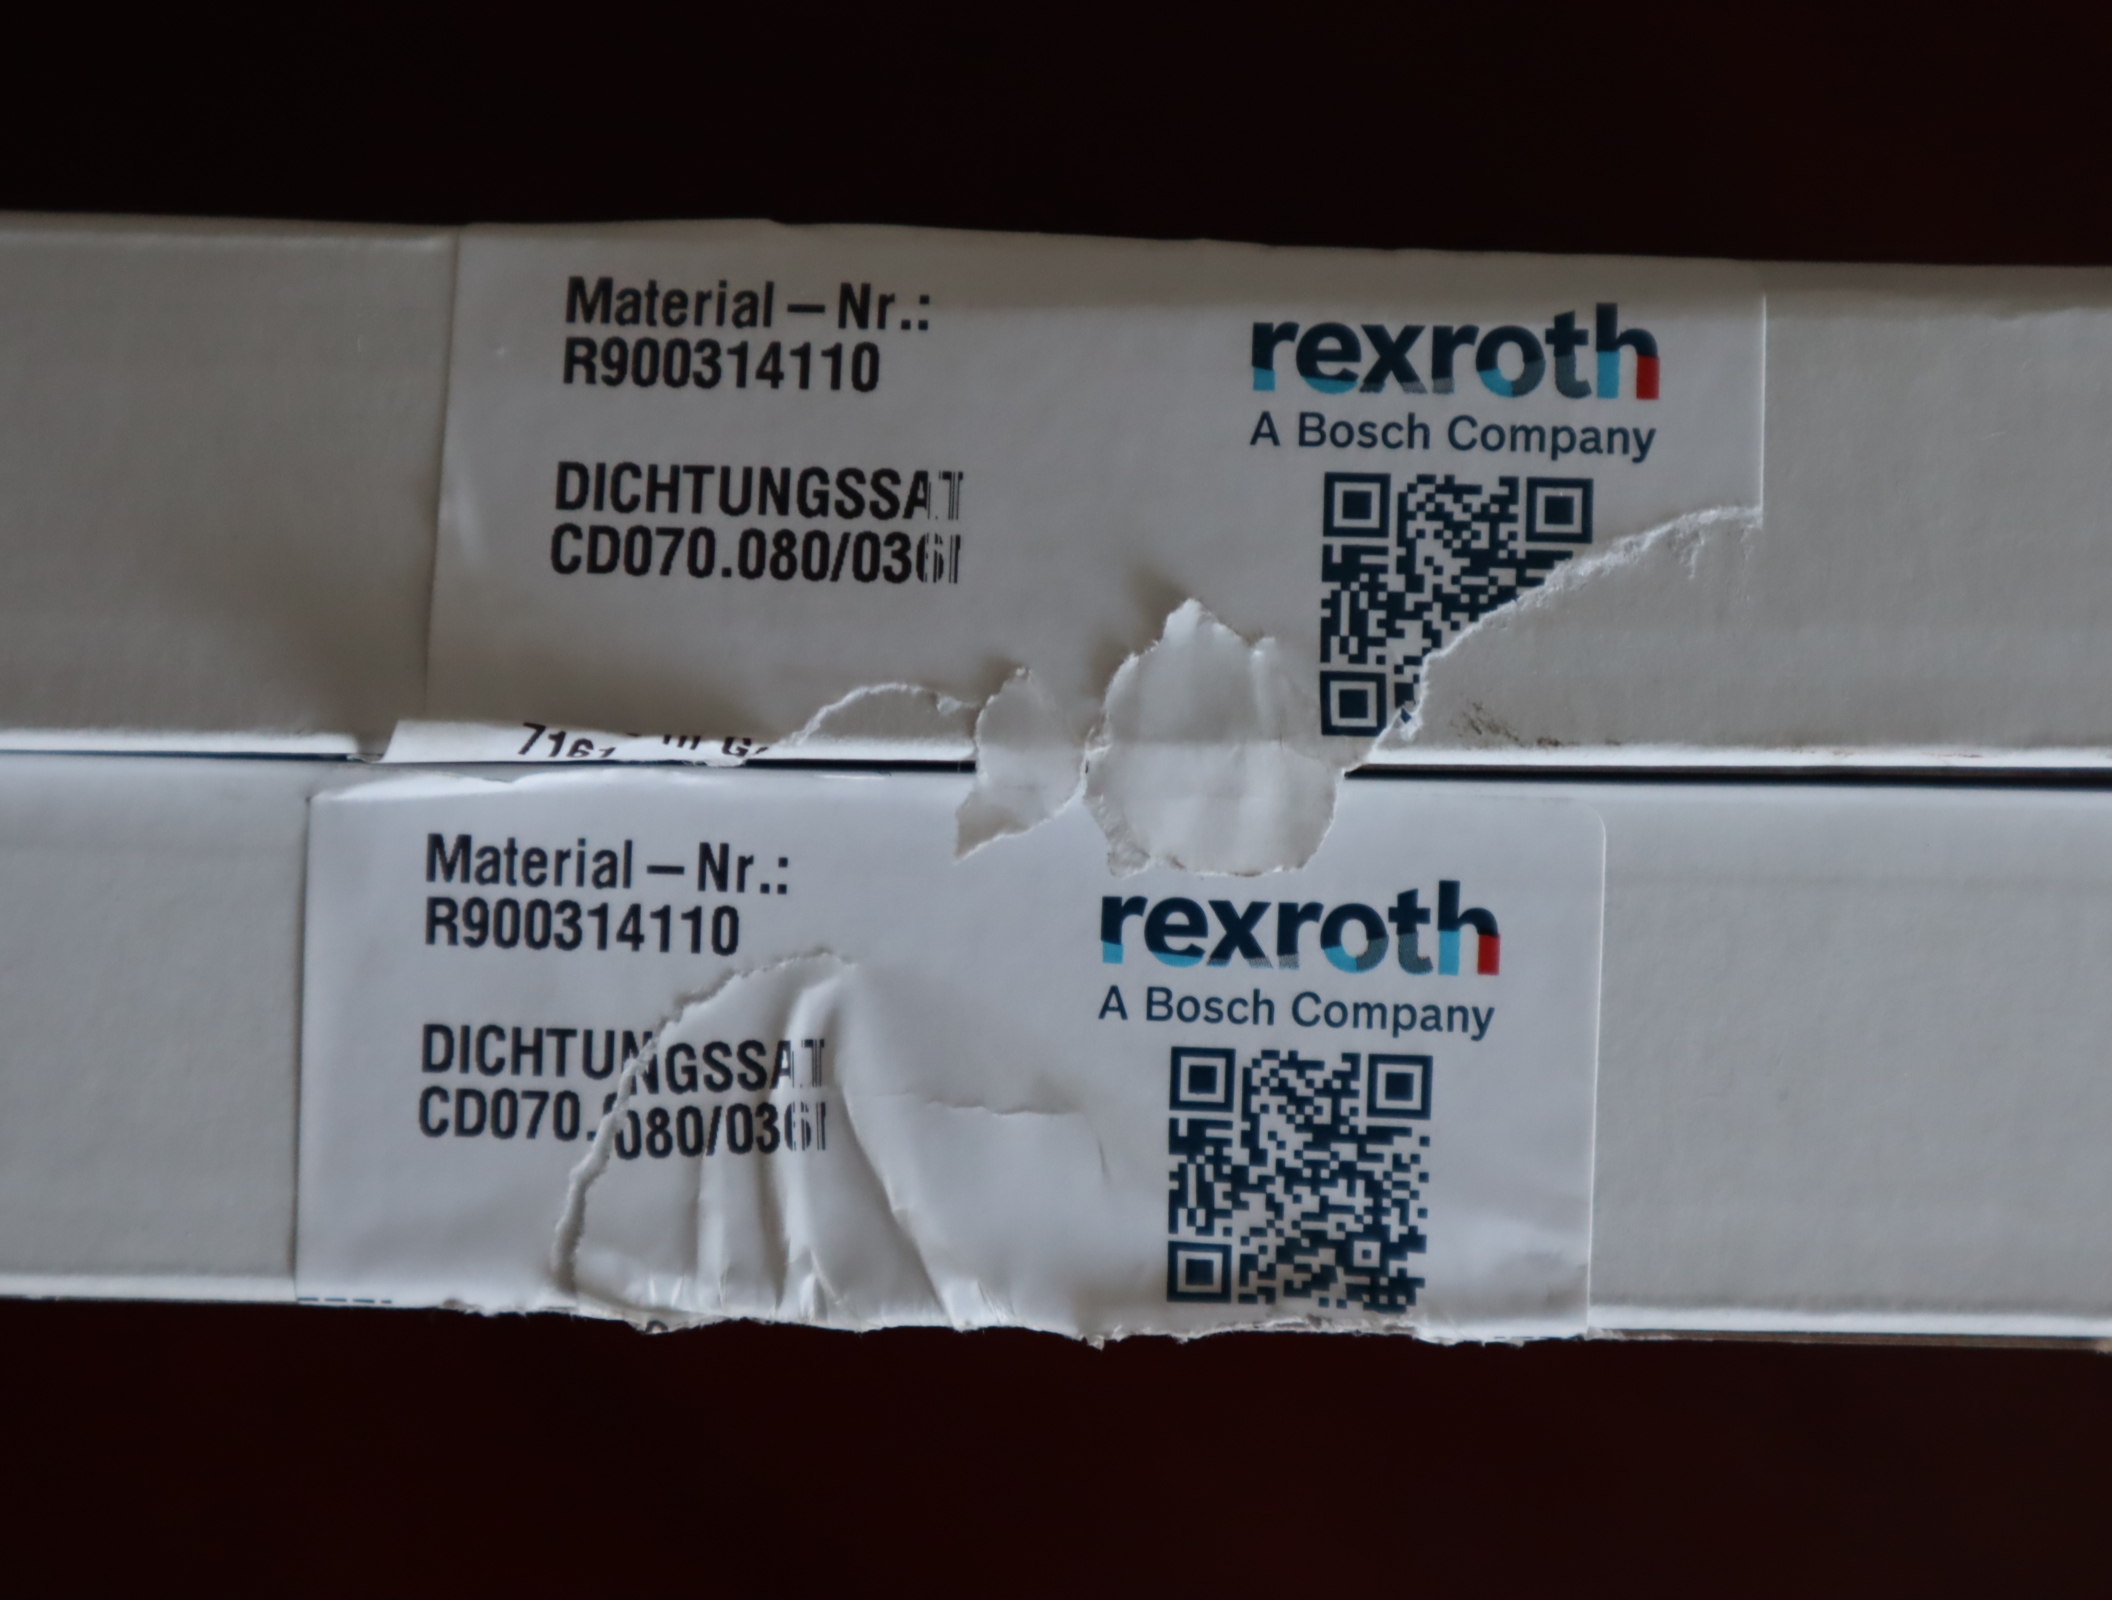 Material – Nr.:
R900314110
DICHTUNGSSAT
CD070.080/036
rexroth
A Bosch Company
Material – Nr.:
R900314110
DICHTUNGSSAT
CD070.080/036
rexroth
A Bosch Company